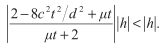 | (2 − 8c²t²/d² + μt) / (μt + 2) | |h| < |h|.